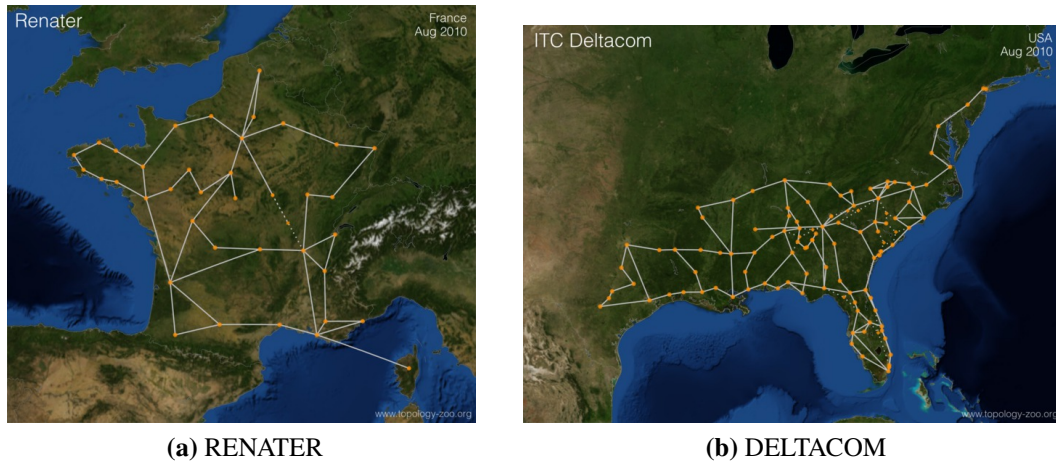 Renater
France
Aug 2010
www.topology-zoo.org
(a) RENATER
ITC Deltacom
USA
Aug 2010
www.topology-zoo.org
(b) DELTACOM